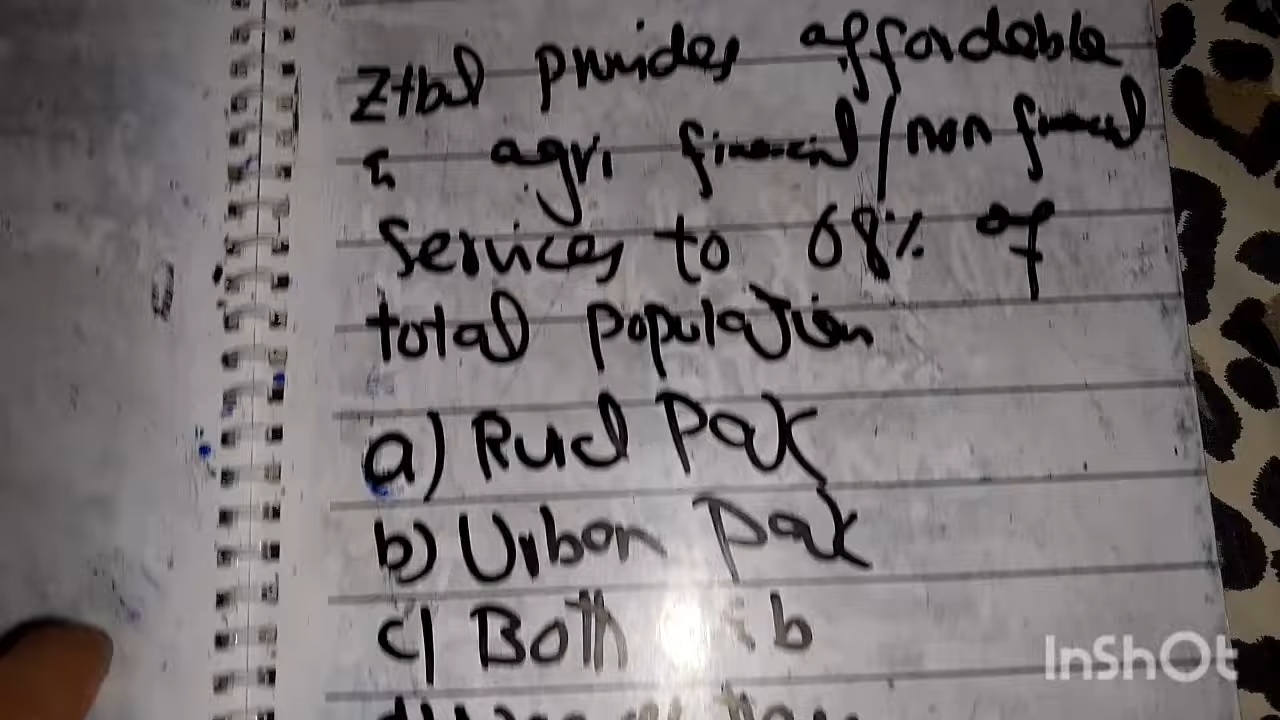 Ztbl provides affordable
& agri financial/non financial
Services to 68% of
total population
a) Rural Pak
b) Urban Pak
c) Both & b
InShOt